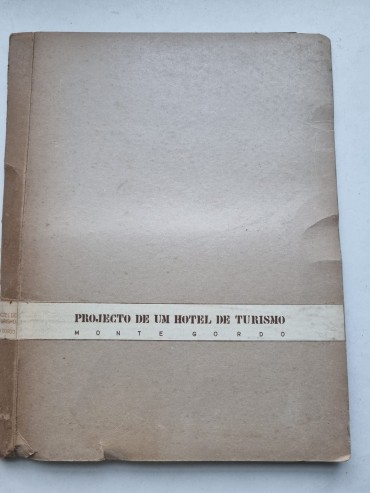 PROJECTO DE UM HOTEL DE TURISMO
MONTE GORDO